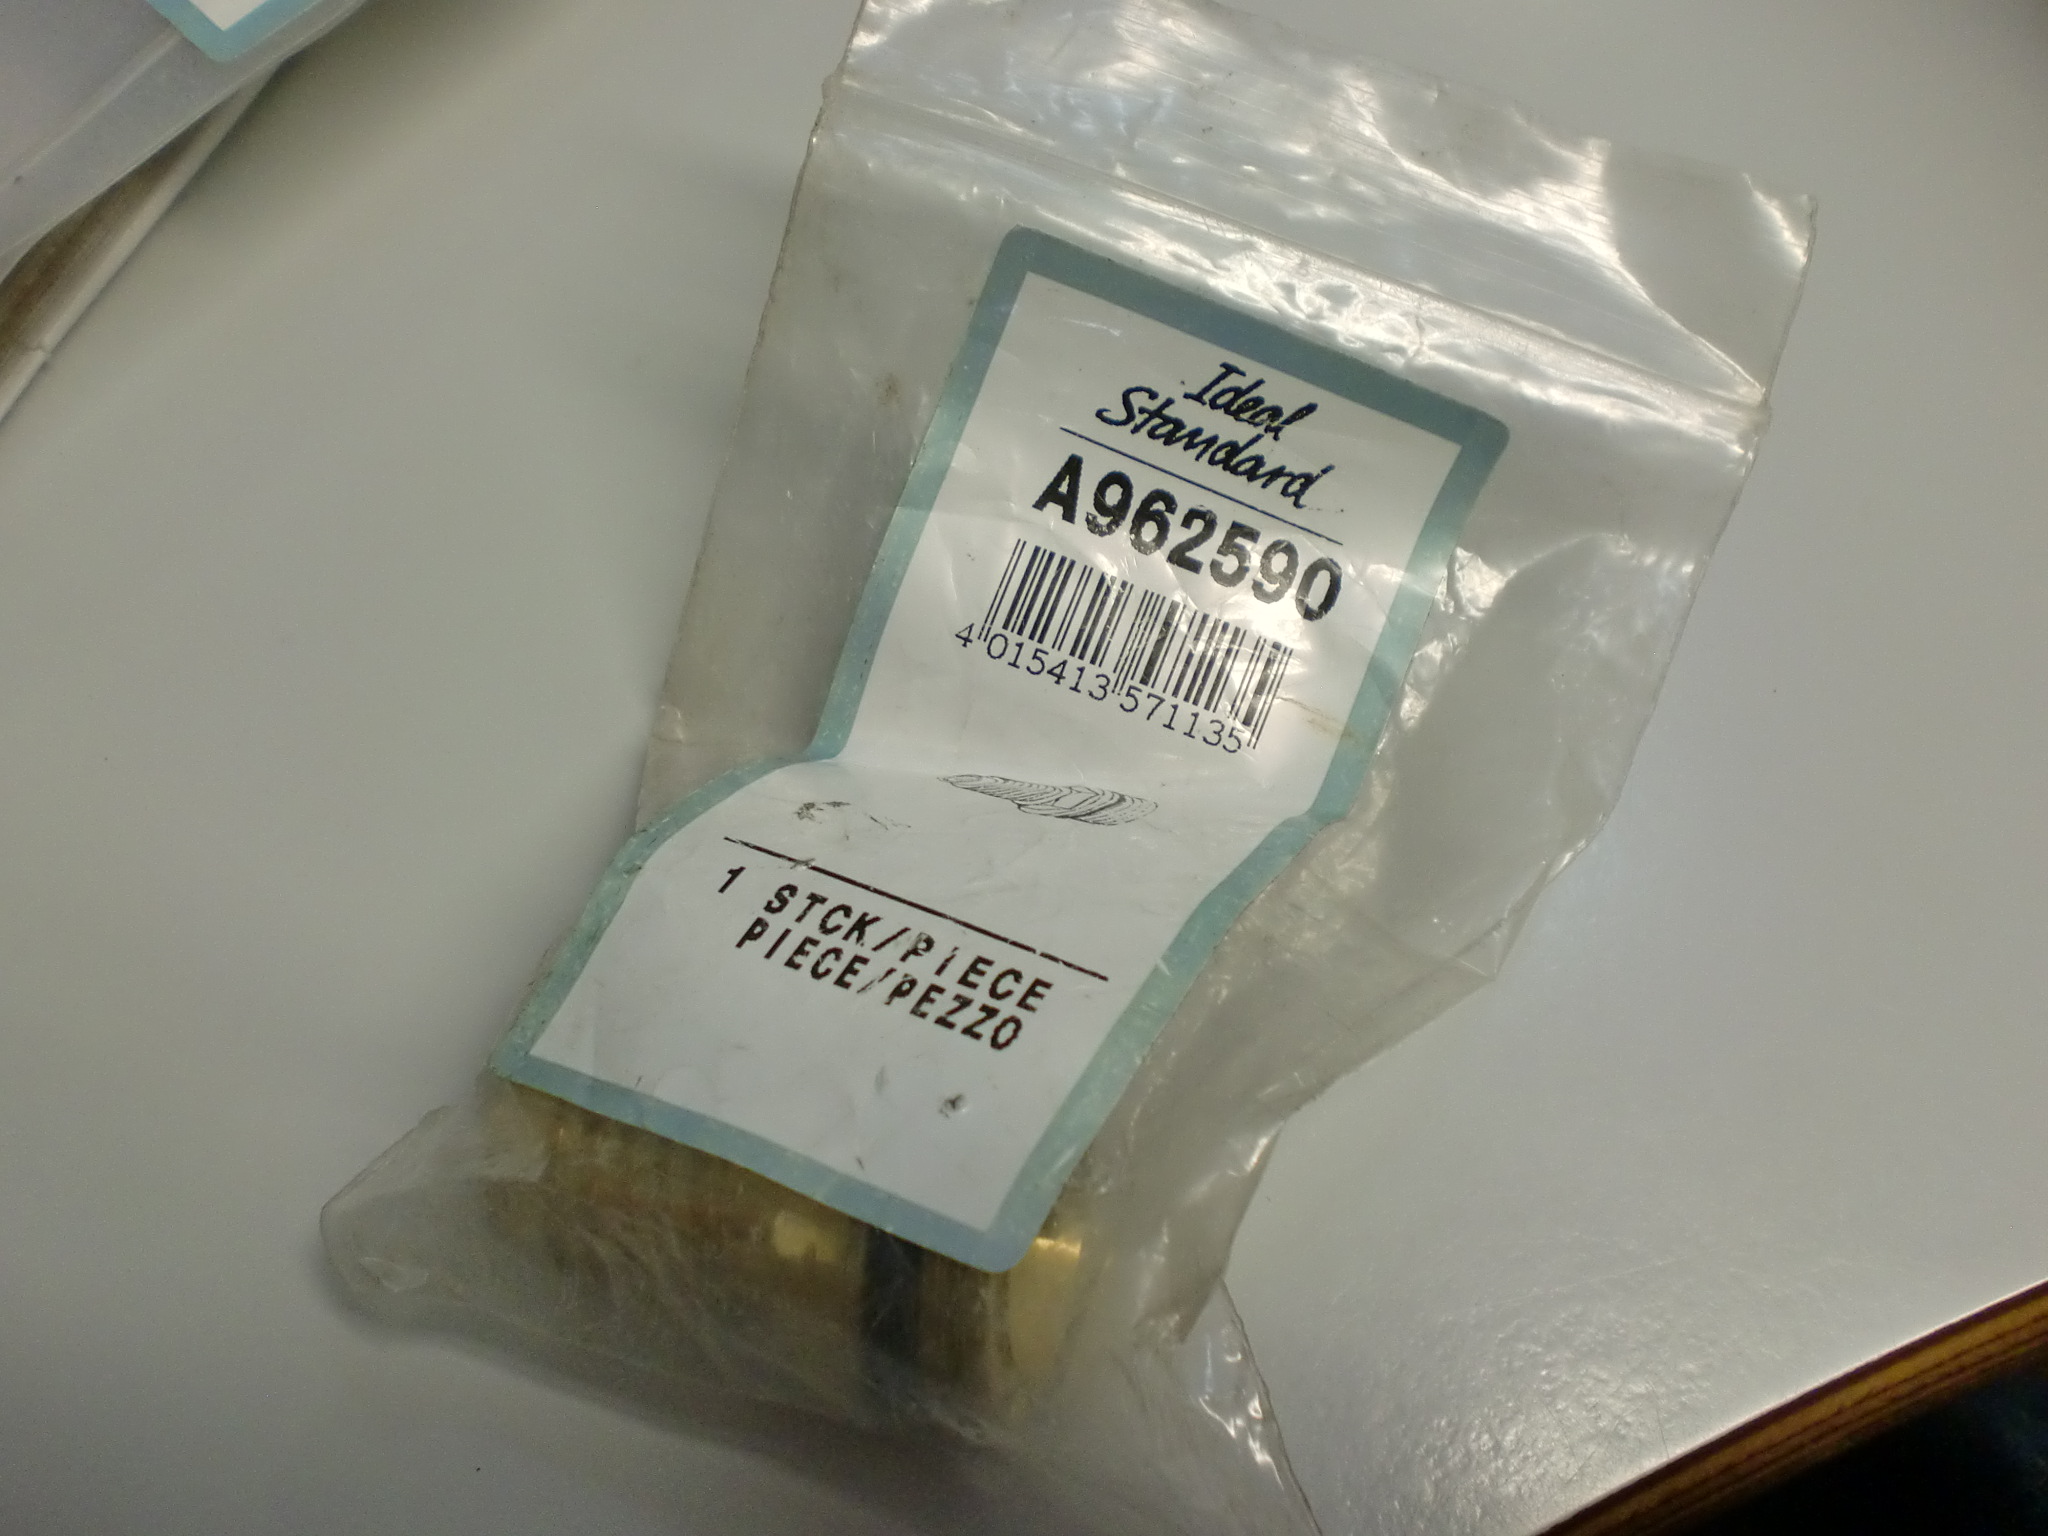 Ideal
Standard
A962590
4 015413 571135
1 STCK/PIECE
PIECE/PEZZO